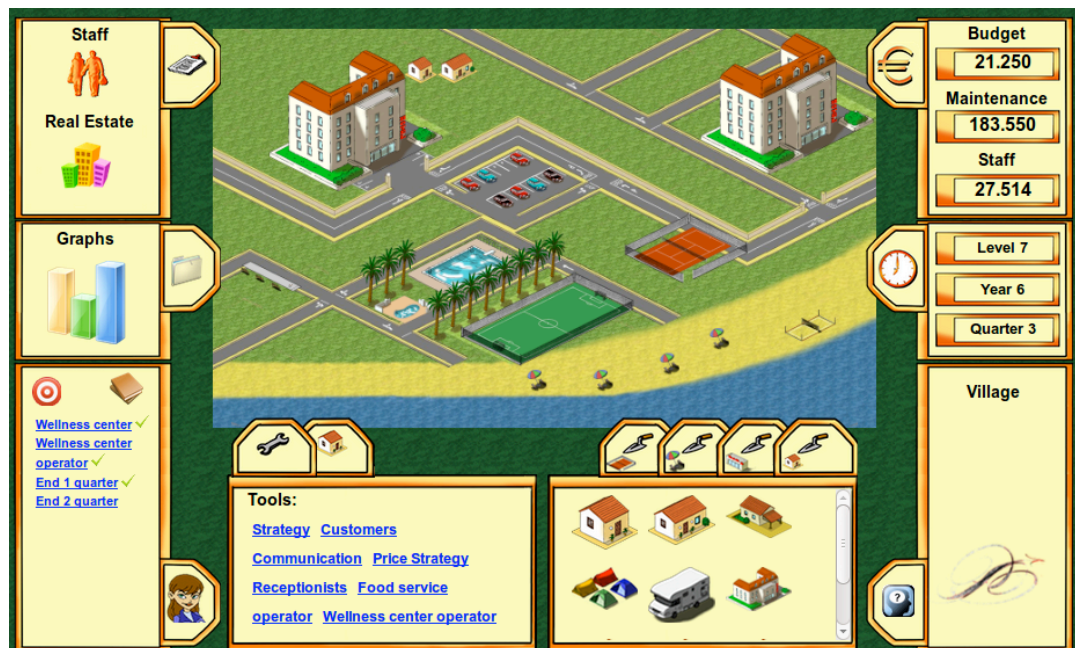 Staff
Real Estate
Graphs
Wellness center
Wellness center
operator
End 1 quarter
End 2 quarter
Tools:
Strategy Customers
Communication Price Strategy
Receptionists Food service
operator Wellness center operator
Budget
€
21.250
Maintenance
183.550
Staff
27.514
Level 7
Year 6
Quarter 3
Village
?